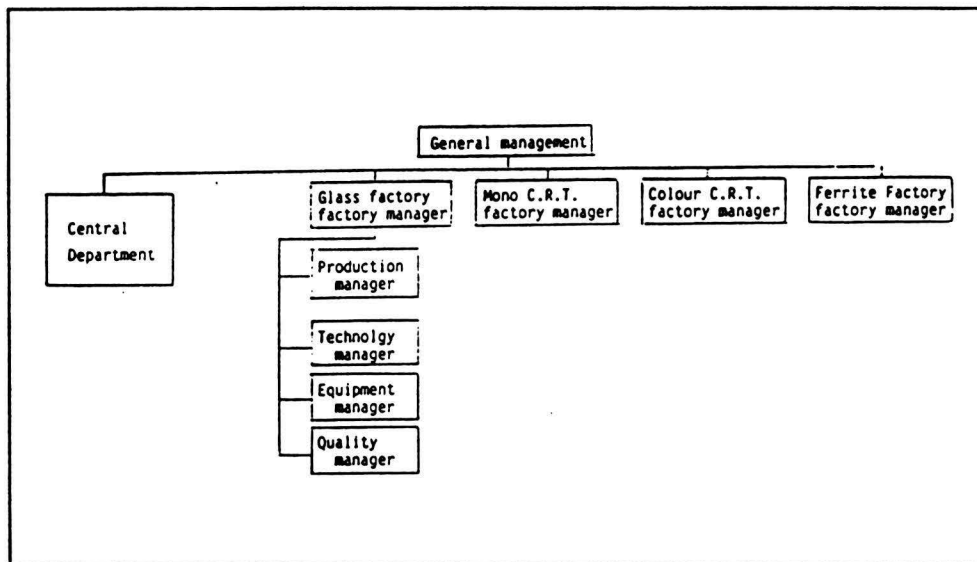 General management
Central
Department
Glass factory
factory manager
Mono C.R.T.
factory manager
Colour C.R.T.
factory manager
Ferrite Factory
factory manager
Production
manager
Technolgy
manager
Equipment
manager
Quality
manager